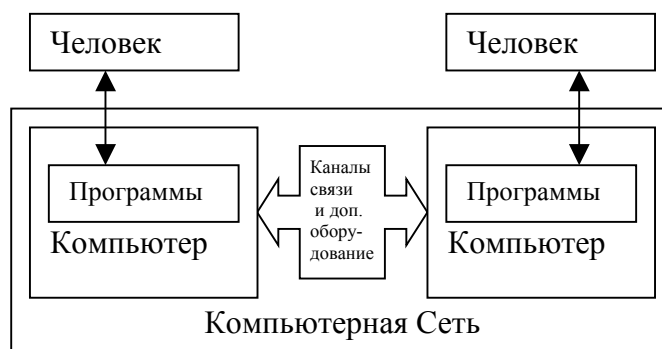 Человек
Человек
Программы
Компьютер
Каналы
связи
и доп.
обору-
дование
Программы
Компьютер
Компьютерная Сеть